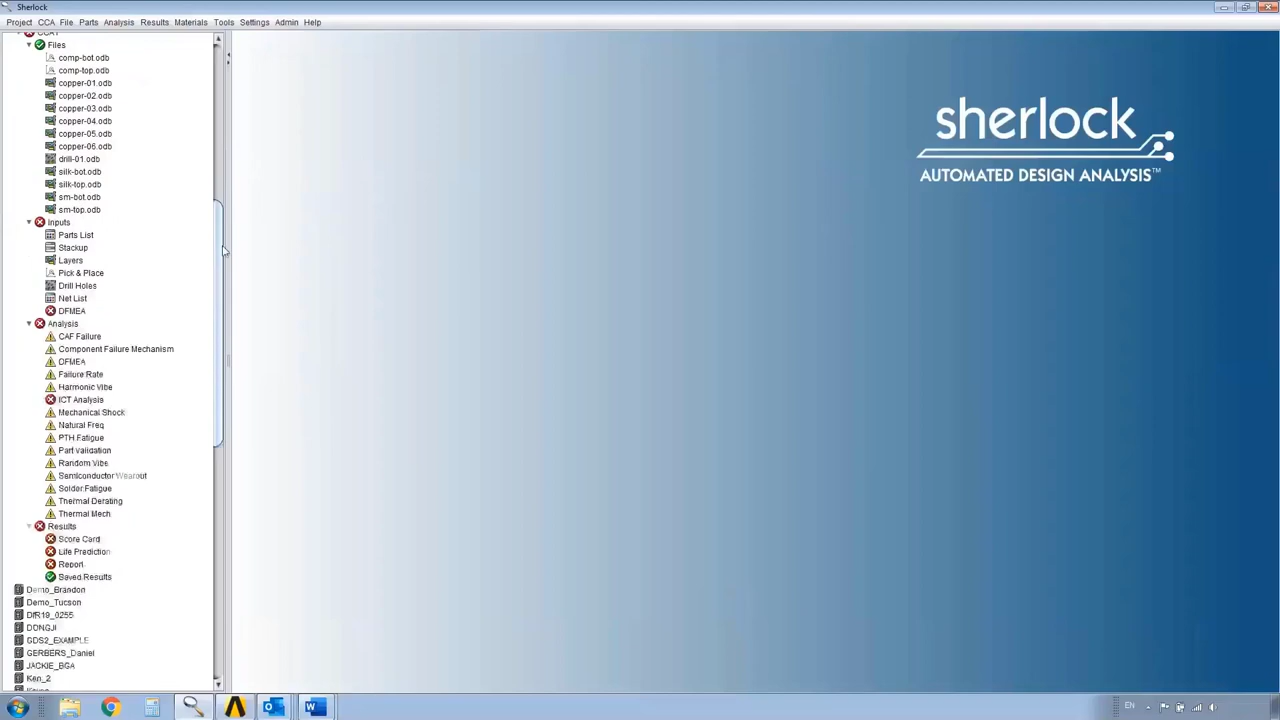 Sherlock
Project CCA File Parts Analysis Results Materials Tools Settings Admin Help
Files
comp-bot.odb
comp-top.odb
copper-01.odb
copper-02.odb
copper-03.odb
copper-04.odb
copper-05.odb
copper-06.odb
drill-01.odb
silk-bot.odb
silk-top.odb
sm-bot.odb
sm-top.odb
Inputs
Parts List
Stackup
Layers
Pick & Place
Drill Holes
Net List
DFMEA
Analysis
CAF Failure
Component Failure Mechanism
DFMEA
Failure Rate
Harmonic Vibe
ICT Analysis
Mechanical Shock
Natural Freq
PTH Fatigue
Part Validation
Random Vibe
Semiconductor Wearout
Solder Fatigue
Thermal Derating
Thermal Mech
Results
Score Card
Life Prediction
Report
Saved Results
Demo_Brandon
Demo_Tucson
DfR19_0255
DONGJI
GDS2_EXAMPLE
GERBERS_Daniel
JACKIE_BGA
Ken_2
sherlock
AUTOMATED DESIGN ANALYSIS™
EN